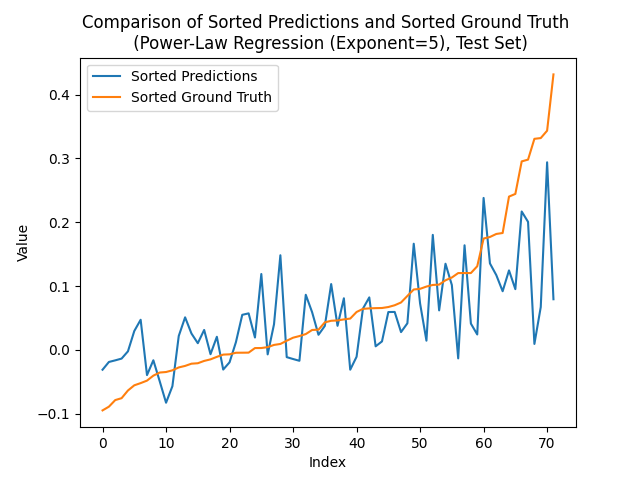 Comparison of Sorted Predictions and Sorted Ground Truth
(Power-Law Regression (Exponent=5), Test Set)
Sorted Predictions
Sorted Ground Truth
Value
0.4
0.3
0.2
0.1
0.0
−0.1
0 10 20 30 40 50 60 70
Index